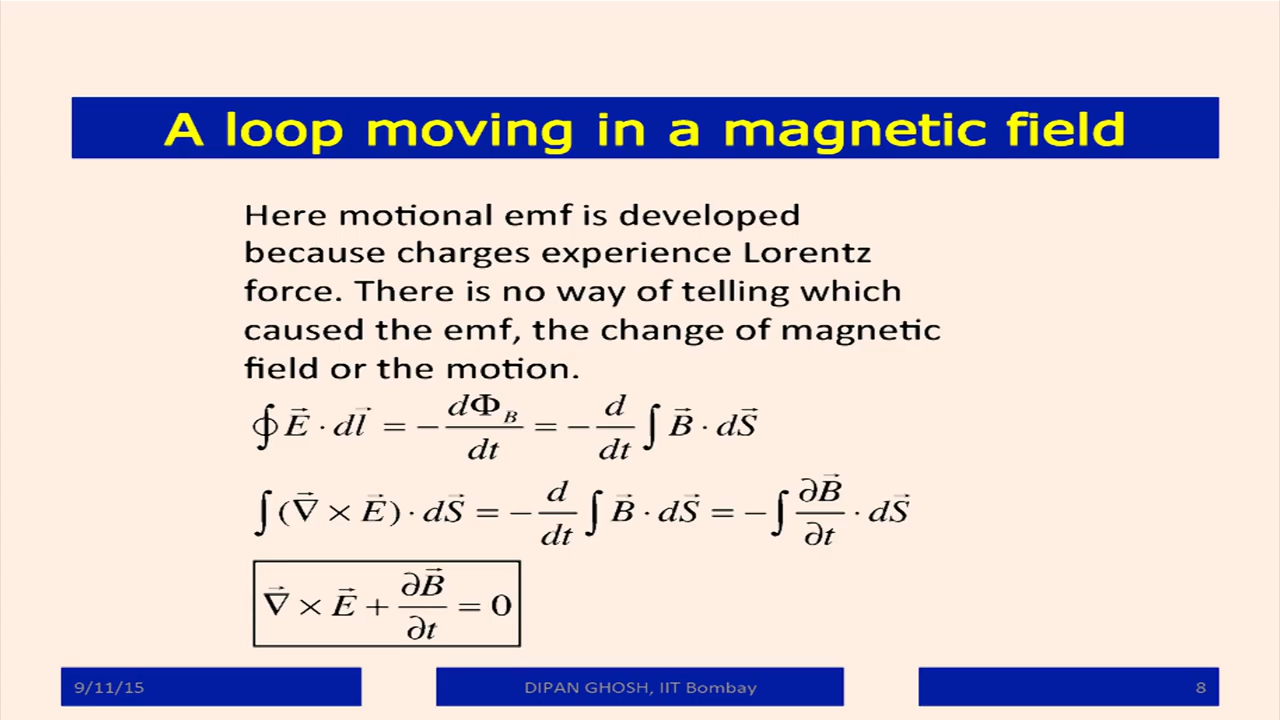 A loop moving in a magnetic field
Here motional emf is developed
because charges experience Lorentz
force. There is no way of telling which
caused the emf, the change of magnetic
field or the motion.
∮ E⃗ · dl⃗ = − dΦ_B/dt = − d/dt ∫ B⃗ · dS⃗
∫ (∇⃗ × E⃗) · dS⃗ = − d/dt ∫ B⃗ · dS⃗ = − ∫ ∂B⃗/∂t · dS⃗
∇⃗ × E⃗ + ∂B⃗/∂t = 0
9/11/15 DIPAN GHOSH, IIT Bombay 8